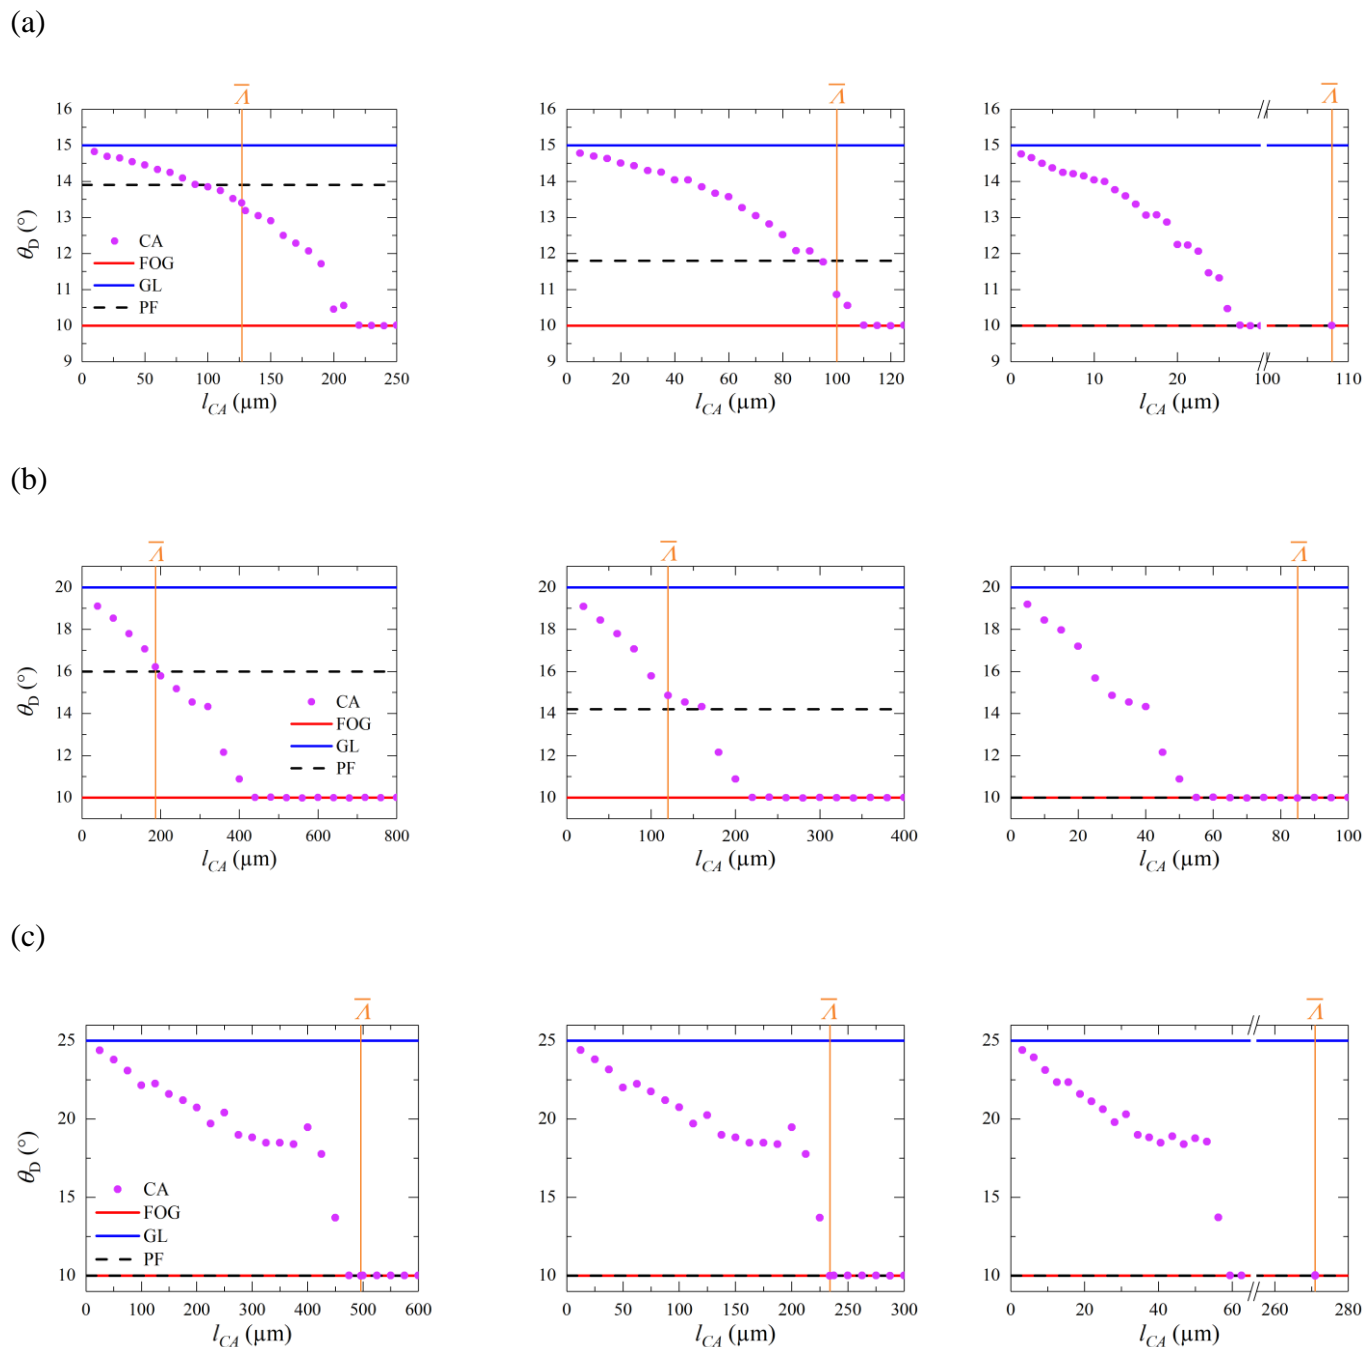 (a)
Λ̅ Λ̅ Λ̅
16 16 16
15 15 15
14 14 14
13 13 13
12 12 12
11 11 11
10 10 10
9 9 9
θD (°)
CA
FOG
GL
PF
0 50 100 150 200 250 0 20 40 60 80 100 120 0 10 20 100 110
lCA (µm) lCA (µm) lCA (µm)
(b)
Λ̅ Λ̅ Λ̅
20 20 20
18 18 18
16 16 16
14 14 14
12 12 12
10 10 10
θD (°)
CA
FOG
GL
PF
0 200 400 600 800 0 100 200 300 400 0 20 40 60 80 100
lCA (µm) lCA (µm) lCA (µm)
(c)
Λ̅ Λ̅ Λ̅
25 25 25
20 20 20
15 15 15
10 10 10
θD (°)
CA
FOG
GL
PF
0 100 200 300 400 500 600 0 50 100 150 200 250 300 0 20 40 60 260 280
lCA (µm) lCA (µm) lCA (µm)